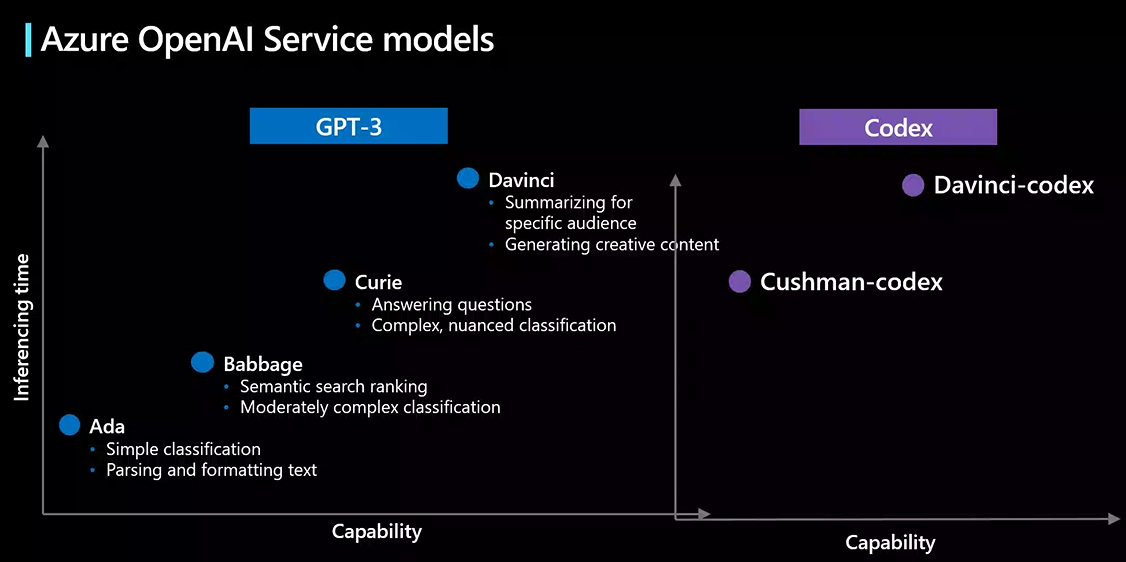 Azure OpenAI Service models
GPT-3
Inferencing time
Davinci
• Summarizing for
specific audience
• Generating creative content
Curie
• Answering questions
• Complex, nuanced classification
Babbage
• Semantic search ranking
• Moderately complex classification
Ada
• Simple classification
• Parsing and formatting text
Capability
Codex
Davinci-codex
Cushman-codex
Capability